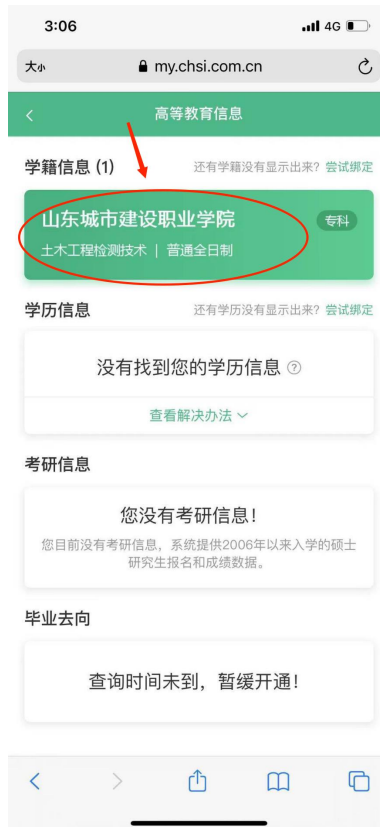 3:06
4G
大小
my.chsi.com.cn
高等教育信息
学籍信息 (1)
还有学籍没有显示出来？尝试绑定
山东城市建设职业学院
专科
土木工程检测技术 | 普通全日制
学历信息
还有学历没有显示出来？尝试绑定
没有找到您的学历信息 ?
查看解决办法
考研信息
您没有考研信息！
您目前没有考研信息，系统提供2006年以来入学的硕士
研究生报名和成绩数据。
毕业去向
查询时间未到，暂缓开通！